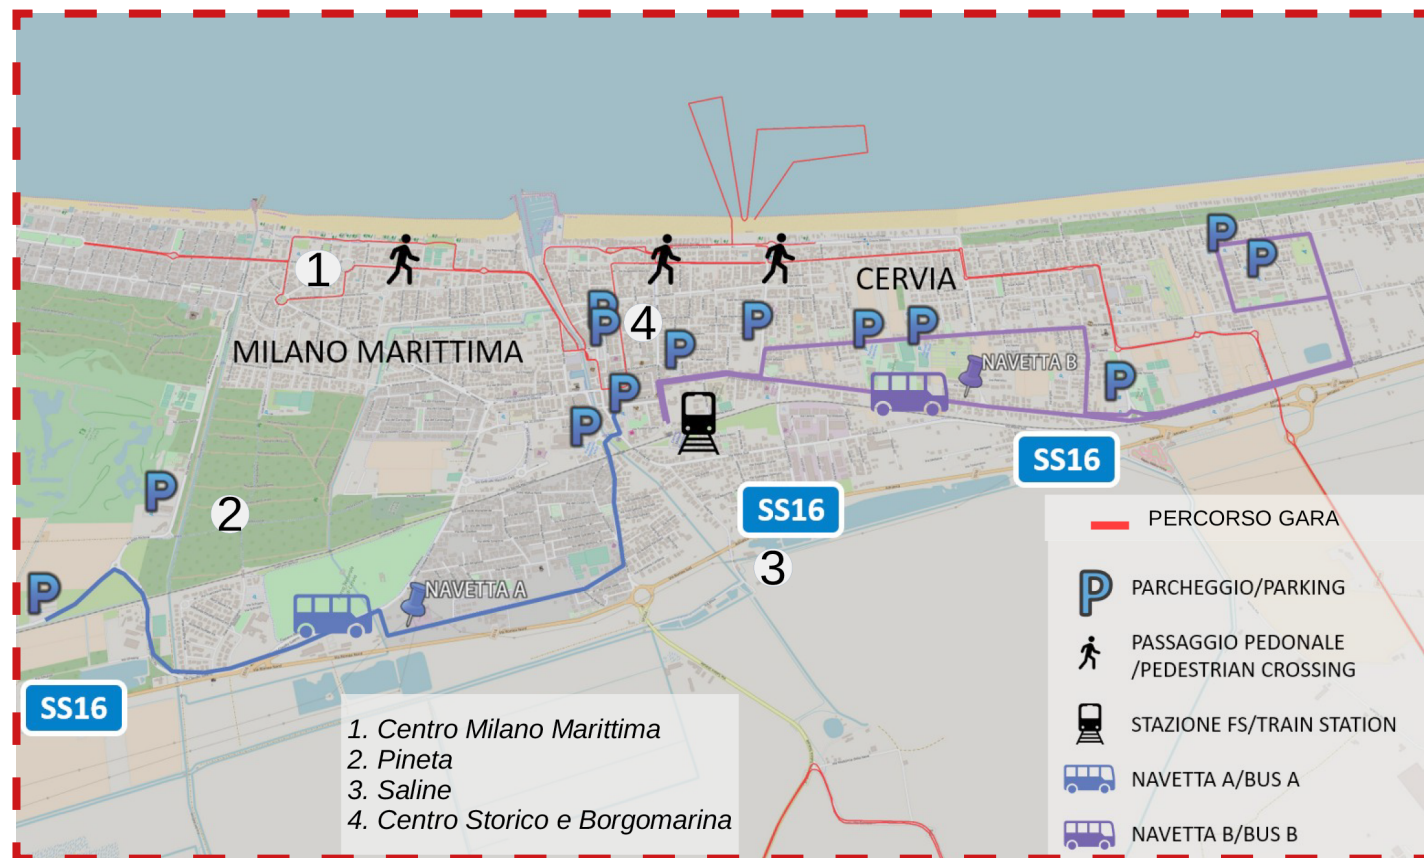 1
4
CERVIA
MILANO MARITTIMA
P
P
P
P
P
P
P
P
P
P
P
P
P
NAVETTA B
SS16
SS16
2
3
PERCORSO GARA
NAVETTA A
P PARCHEGGIO/PARKING
PASSAGGIO PEDONALE
/PEDESTRIAN CROSSING
SS16
STAZIONE FS/TRAIN STATION
NAVETTA A/BUS A
NAVETTA B/BUS B
1. Centro Milano Marittima
2. Pineta
3. Saline
4. Centro Storico e Borgomarina